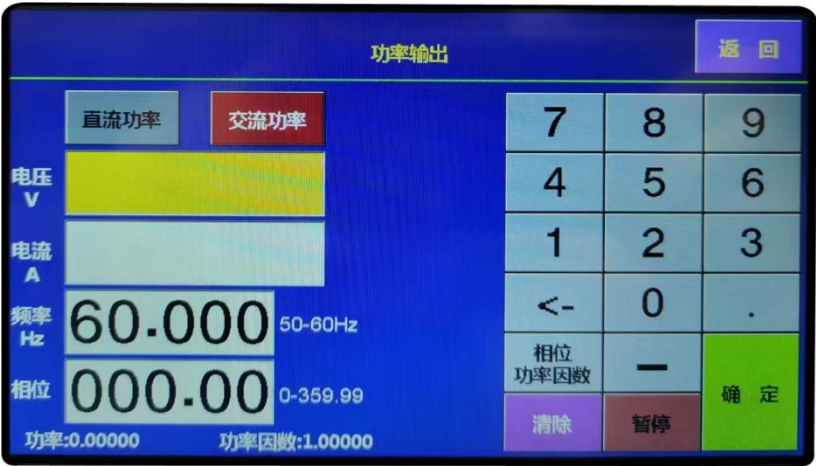 功率输出
返 回
直流功率 交流功率
7 8 9
电压
V
4 5 6
电流
A
1 2 3
频率
Hz
60.000 50-60Hz
<- 0 .
相位 000.00 0-359.99
相位
功率因数
—
确 定
清除 暂停
功率:0.00000 功率因数:1.00000